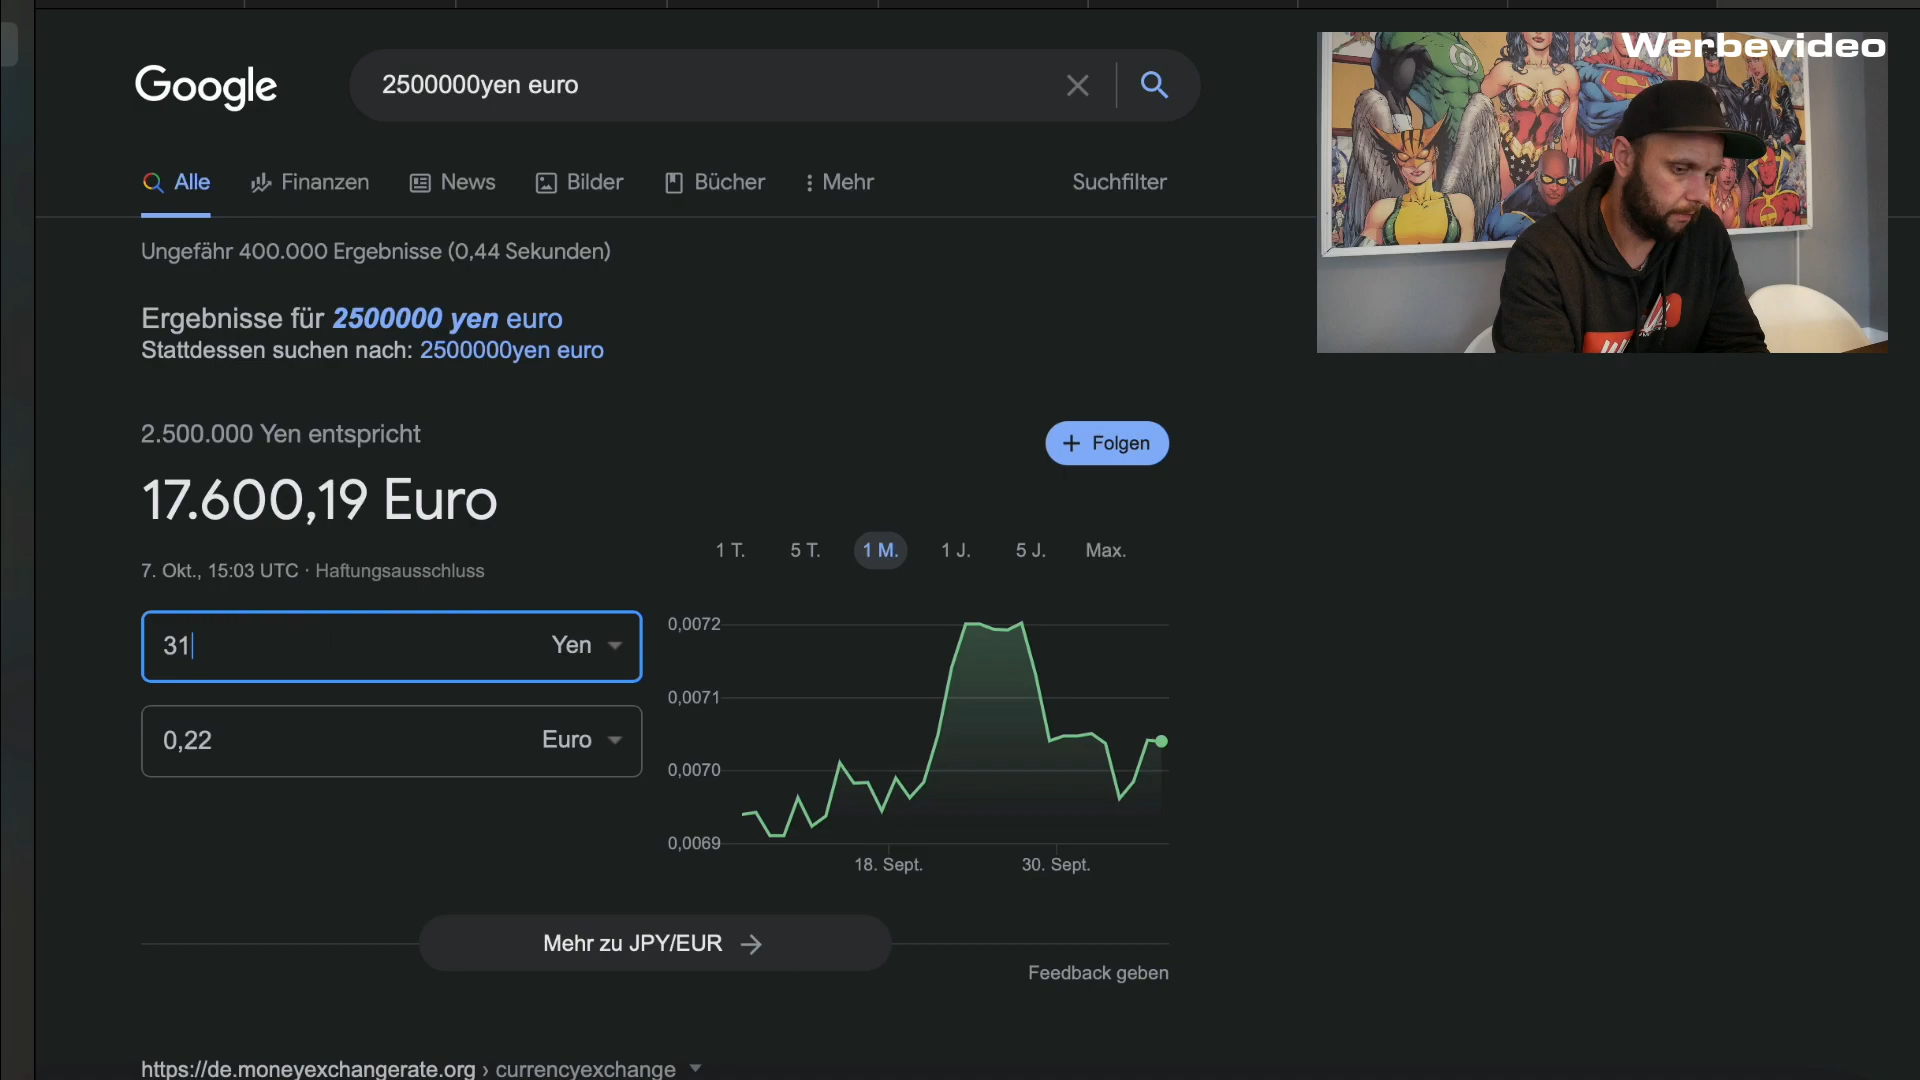 Werbevideo
Google
2500000yen euro
Alle
Finanzen
News
Bilder
Bücher
Mehr
Suchfilter
Ungefähr 400.000 Ergebnisse (0,44 Sekunden)
Ergebnisse für 2500000 yen euro
Stattdessen suchen nach: 2500000yen euro
2.500.000 Yen entspricht
+ Folgen
17.600,19 Euro
7. Okt., 15:03 UTC · Haftungsausschluss
1 T.
5 T.
1 M.
1 J.
5 J.
Max.
31
Yen
0,22
Euro
0,0072
0,0071
0,0070
0,0069
18. Sept.
30. Sept.
Mehr zu JPY/EUR →
Feedback geben
https://de.moneyexchangerate.org › currencyexchange